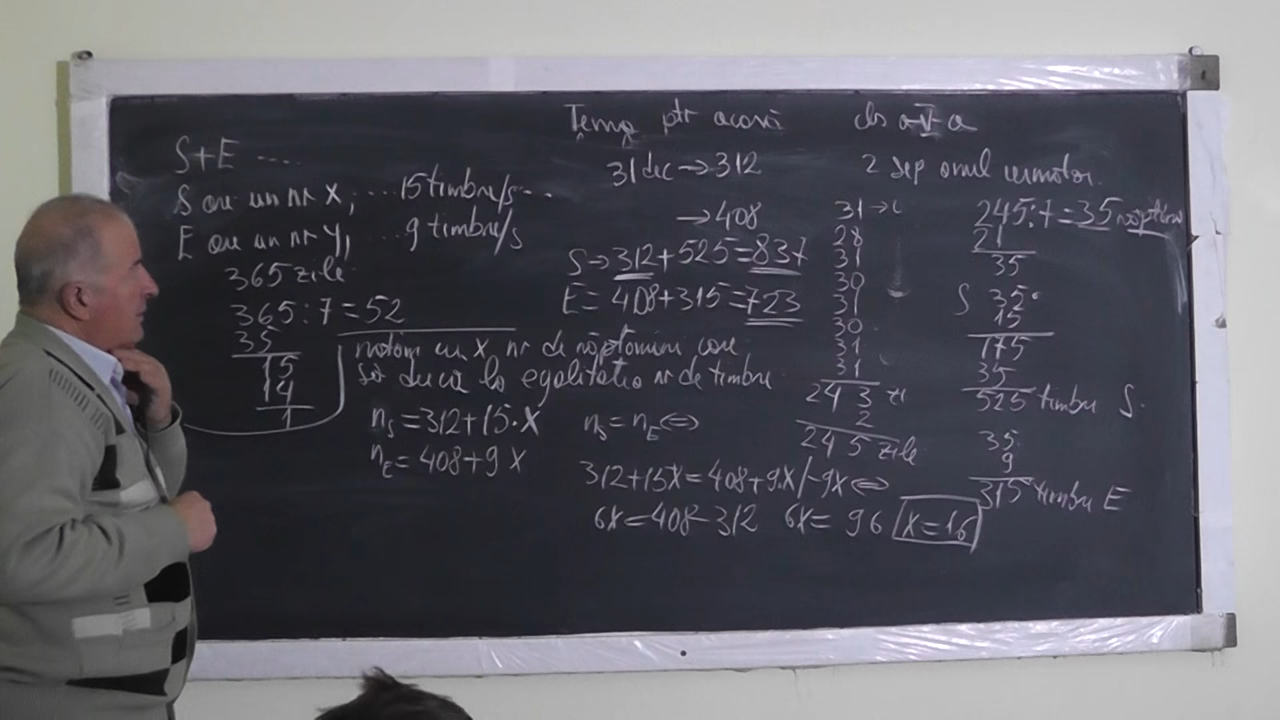 Temă ptr acasă cls a V-a
S+E ....
S are un nr x, ... 15 timbre/s...
E are un nr y, ... 9 timbre/s
365 zile
365:7=52
35
15
14
1
31 dec→312
→408
S→312+525=837
E=408+315=723
notăm cu x nr de săptămâni care
să ducă la egalitatea nr de timbre
nS=312+15·x
nE=408+9x
nS=nE⇔
312+15x=408+9x/-9x⇔
6x=408-312 6x=96 x=16
2 sep anul următor.
31→
28
31
30
31
30
31
31
243 zi
2
245 zile
245:7=35 săptăm
21
35
S 35
15
175
35
525 timbre S.
35
9
315 timbre E